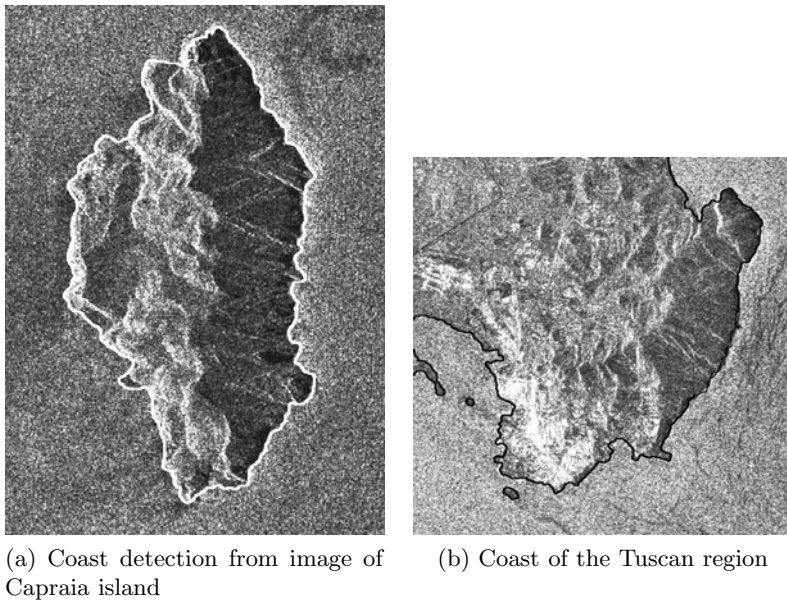 (a) Coast detection from image of
Capraia island
(b) Coast of the Tuscan region